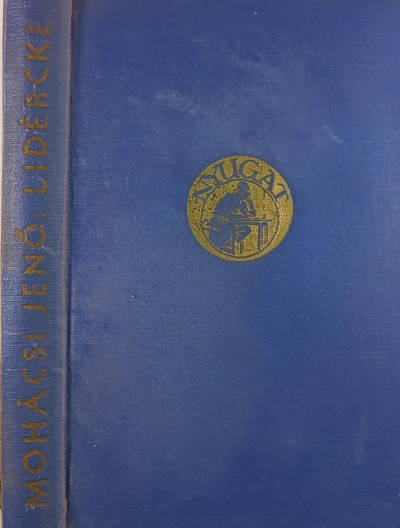 MOHÁCSI JENŐ: LIDÉRCKE
NYUGAT